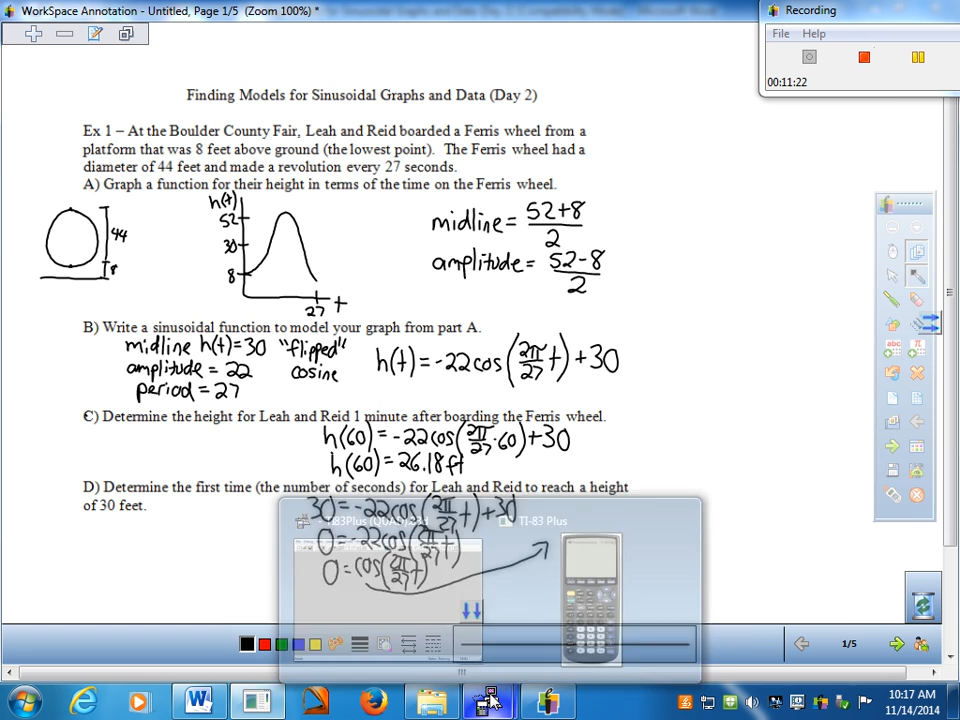 WorkSpace Annotation - Untitled, Page 1/5 (Zoom 100%) *
Recording
File Help
00:11:22
Finding Models for Sinusoidal Graphs and Data (Day 2)
Ex 1 – At the Boulder County Fair, Leah and Reid boarded a Ferris wheel from a
platform that was 8 feet above ground (the lowest point). The Ferris wheel had a
diameter of 44 feet and made a revolution every 27 seconds.
A) Graph a function for their height in terms of the time on the Ferris wheel.
44
8
h(t)
52
30
8
27 t
midline = (52+8)/2
amplitude = (52-8)/2
B) Write a sinusoidal function to model your graph from part A.
midline h(t)=30 "flipped"
amplitude = 22 cosine
period = 27
h(t) = -22cos(2π/27 t) + 30
C) Determine the height for Leah and Reid 1 minute after boarding the Ferris wheel.
h(60) = -22cos(2π/27 · 60) + 30
h(60) = 26.18 ft
D) Determine the first time (the number of seconds) for Leah and Reid to reach a height
of 30 feet.
30 = -22cos(2π/27 t) + 30
0 = -22cos(2π/27 t)
0 = cos(2π/27 t)
TI-83 Plus
abc
π
1/5
10:17 AM
11/14/2014